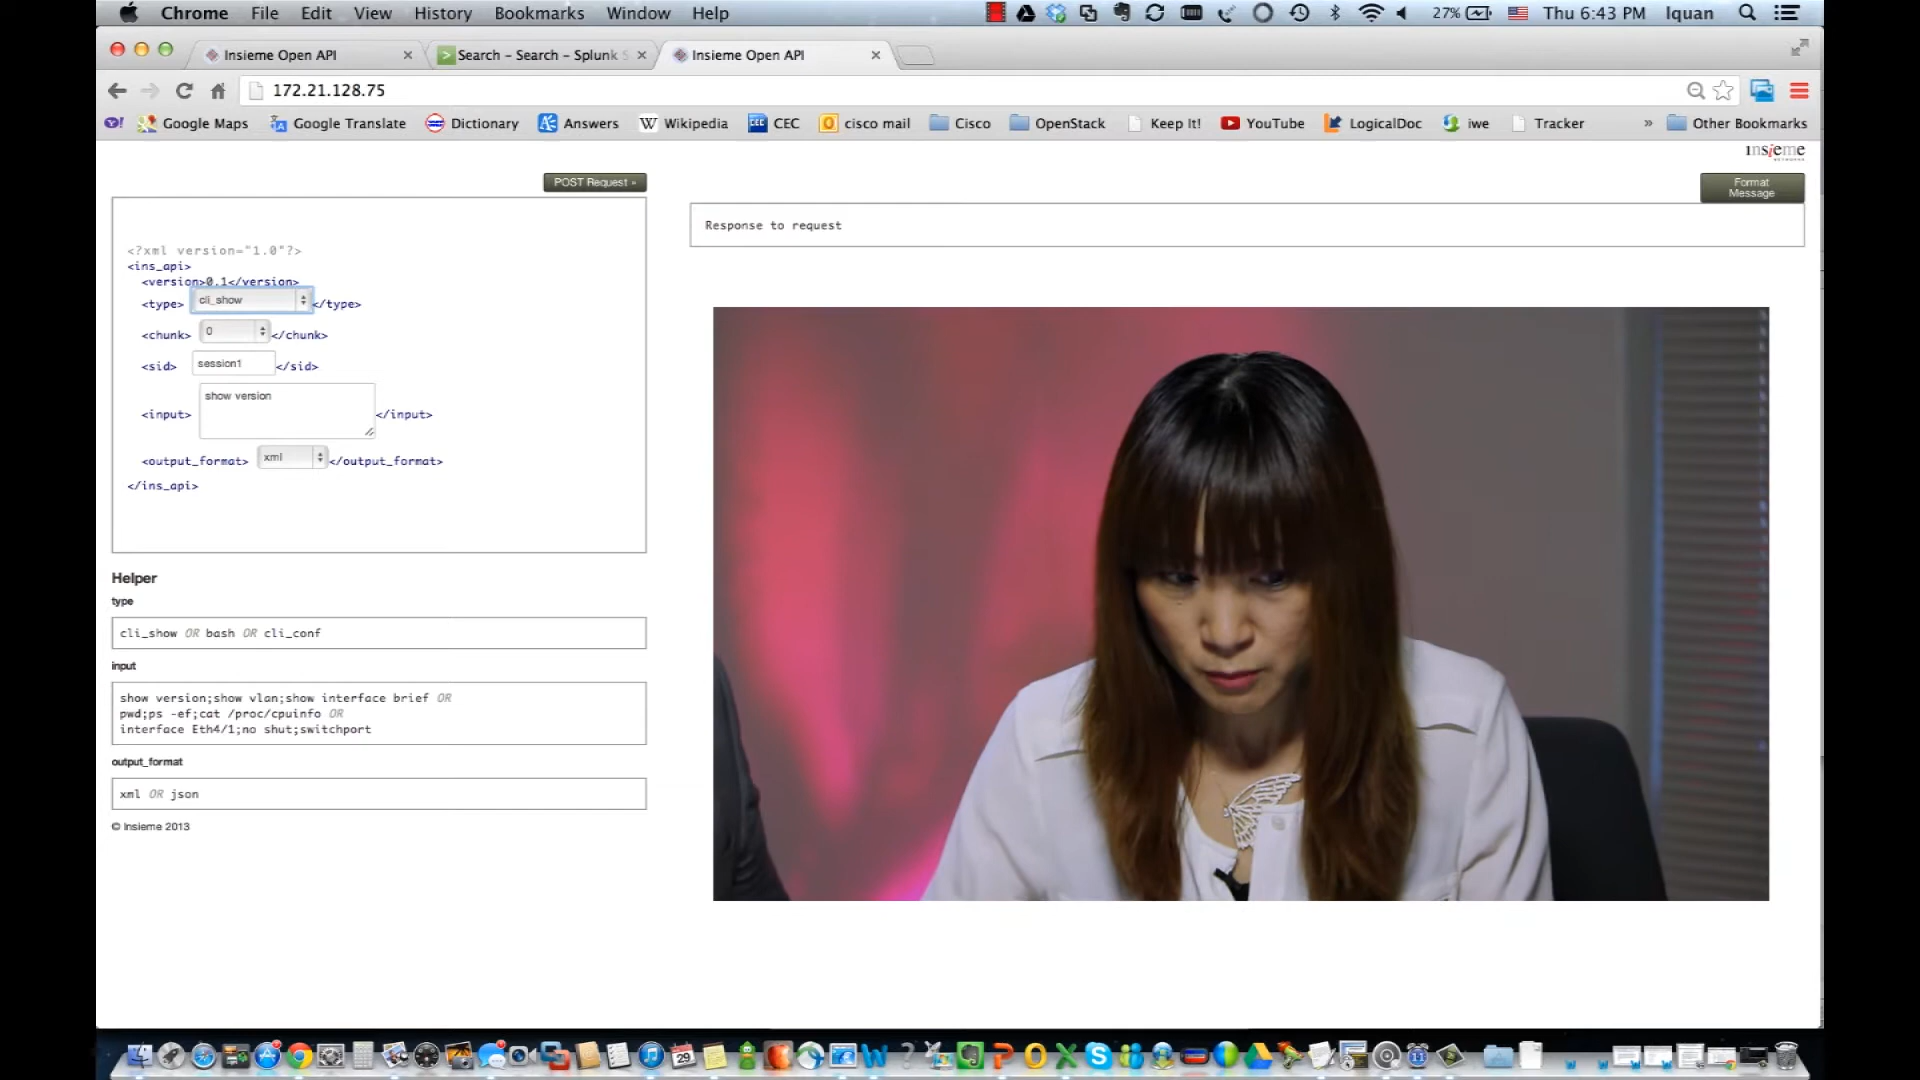 Chrome File Edit View History Bookmarks Window Help 27% Thu 6:43 PM lquan
Insieme Open API Search – Search – Splunk Insieme Open API
172.21.128.75
Google Maps Google Translate Dictionary Answers Wikipedia CEC cisco mail Cisco OpenStack Keep It! YouTube LogicalDoc iwe Tracker » Other Bookmarks
insieme
POST Request »
Format
Message
Response to request
<?xml version="1.0"?>
<ins_api>
<version>0.1</version>
<type> cli_show </type>
<chunk> 0 </chunk>
<sid> session1 </sid>
<input> show version </input>
<output_format> xml </output_format>
</ins_api>
Helper
type
cli_show OR bash OR cli_conf
input
show version;show vlan;show interface brief OR
pwd;ps -ef;cat /proc/cpuinfo OR
interface Eth4/1;no shut;switchport
output_format
xml OR json
© Insieme 2013